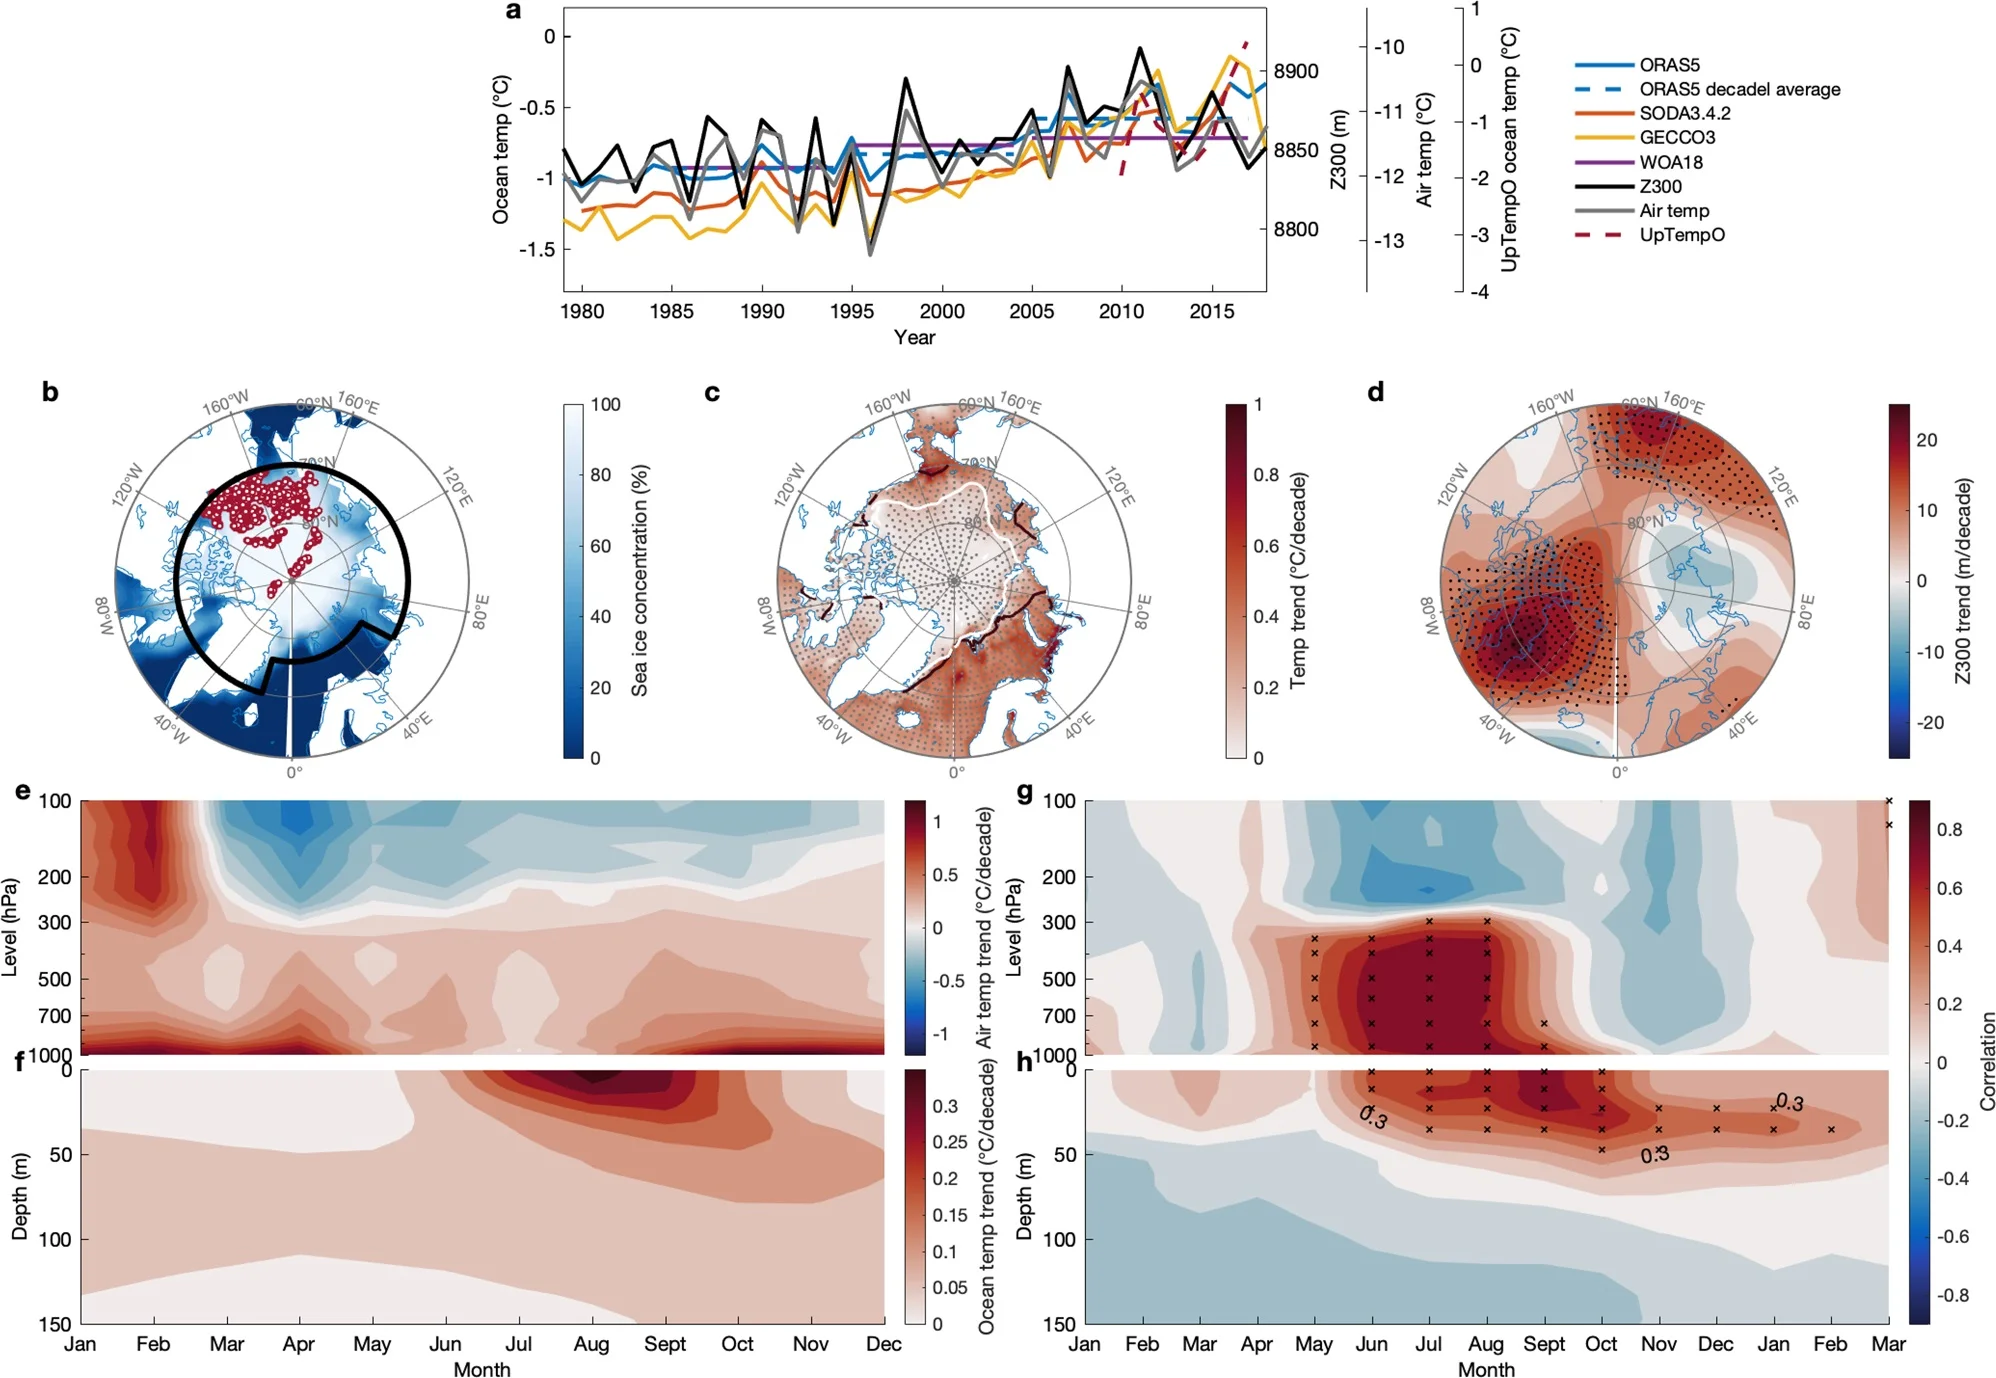 a
Ocean temp (°C)
0
-0.5
-1
-1.5
1980 1985 1990 1995 2000 2005 2010 2015
Year
8900
8850
8800
Z300 (m)
-10
-11
-12
-13
Air temp (°C)
1
0
-1
-2
-3
-4
UpTempO ocean temp (°C)
ORAS5
ORAS5 decadel average
SODA3.4.2
GECCO3
WOA18
Z300
Air temp
UpTempO
b
160°W 60°N 160°E
120°W 70°N 120°E
80°N
80°W 80°E
40°W 40°E
0°
100
80
60
40
20
0
Sea ice concentration (%)
c
160°W 60°N 160°E
120°W 70°N 120°E
80°N
80°W 80°E
40°W 40°E
0°
1
0.8
0.6
0.4
0.2
0
Temp trend (°C/decade)
d
160°W 60°N 160°E
120°W 120°E
80°N
80°W 80°E
40°W 40°E
0°
20
10
0
-10
-20
Z300 trend (m/decade)
e
Level (hPa)
100
200
300
500
700
1000
1
0.5
0
-0.5
-1
Air temp trend (°C/decade)
f
Depth (m)
0
50
100
150
Jan Feb Mar Apr May Jun Jul Aug Sept Oct Nov Dec
Month
0.3
0.25
0.2
0.15
0.1
0.05
0
Ocean temp trend (°C/decade)
g
Level (hPa)
100
200
300
500
700
1000
h
Depth (m)
0
50
100
150
0.3
0.3
0.3
Jan Feb Mar Apr May Jun Jul Aug Sept Oct Nov Dec Jan Feb Mar
Month
0.8
0.6
0.4
0.2
0
-0.2
-0.4
-0.6
-0.8
Correlation